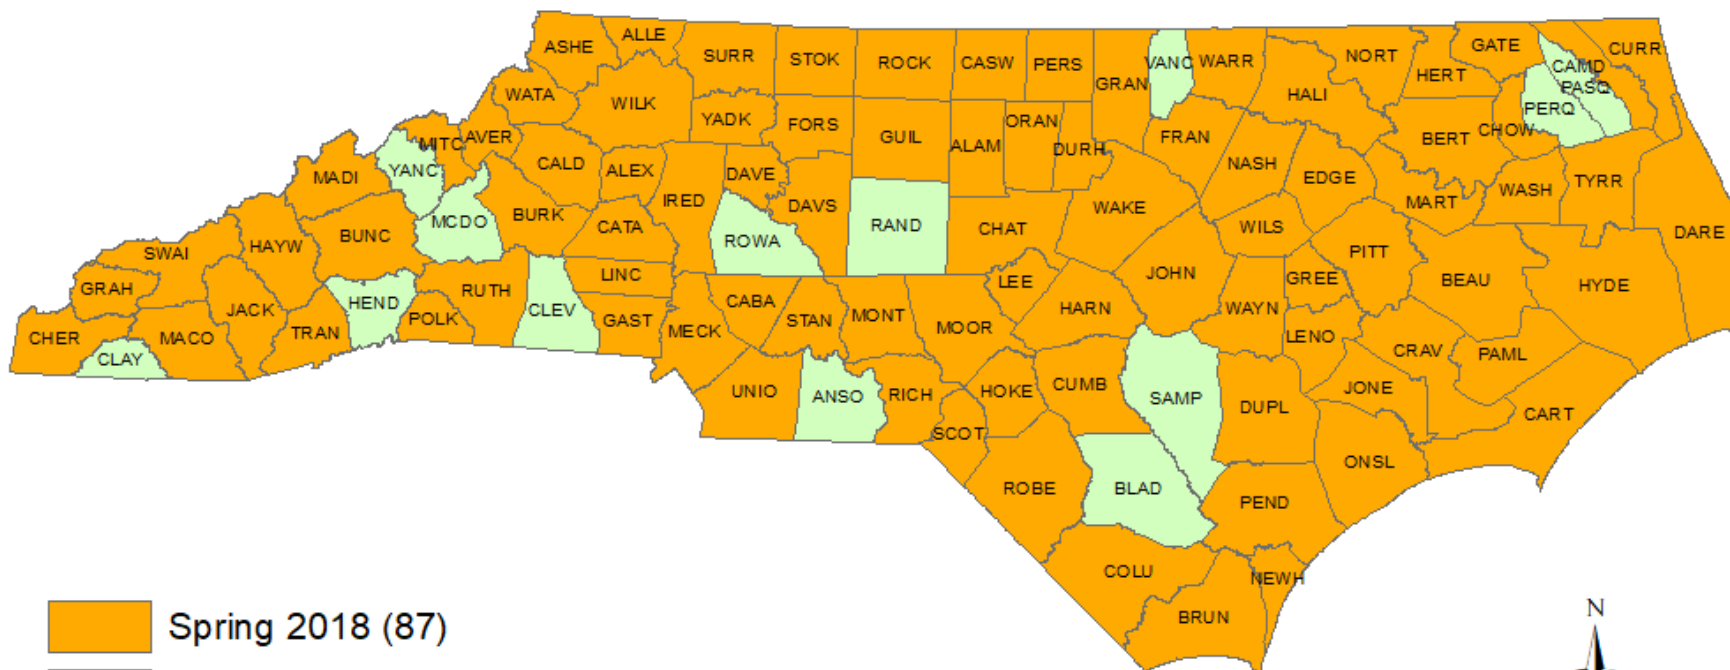 ASHE
ALLE
SURR
STOK
ROCK
CASW
PERS
GRAN
VANC
WARR
NORT
HERT
GATE
CAMD
CURR
PASQ
PERQ
WATA
WILK
YADK
FORS
GUIL
ALAM
ORAN
DURH
FRAN
HALI
BERT
CHOW
MITC
AVER
CALD
ALEX
IRED
DAVE
DAVS
NASH
EDGE
MART
WASH
TYRR
DARE
MADI
YANC
MCDO
BURK
CATA
ROWA
RAND
CHAT
WAKE
WILS
PITT
BEAU
HYDE
SWAI
HAYW
BUNC
RUTH
LINC
LEE
JOHN
GREE
GRAH
JACK
HEND
POLK
CLEV
GAST
MECK
CABA
STAN
MONT
MOOR
HARN
WAYN
LENO
CRAV
PAML
CHER
CLAY
MACO
TRAN
UNIO
ANSO
RICH
HOKE
CUMB
SAMP
DUPL
JONE
CART
SCOT
ROBE
BLAD
PEND
ONSL
COLU
BRUN
NEWH
Spring 2018 (87)
N